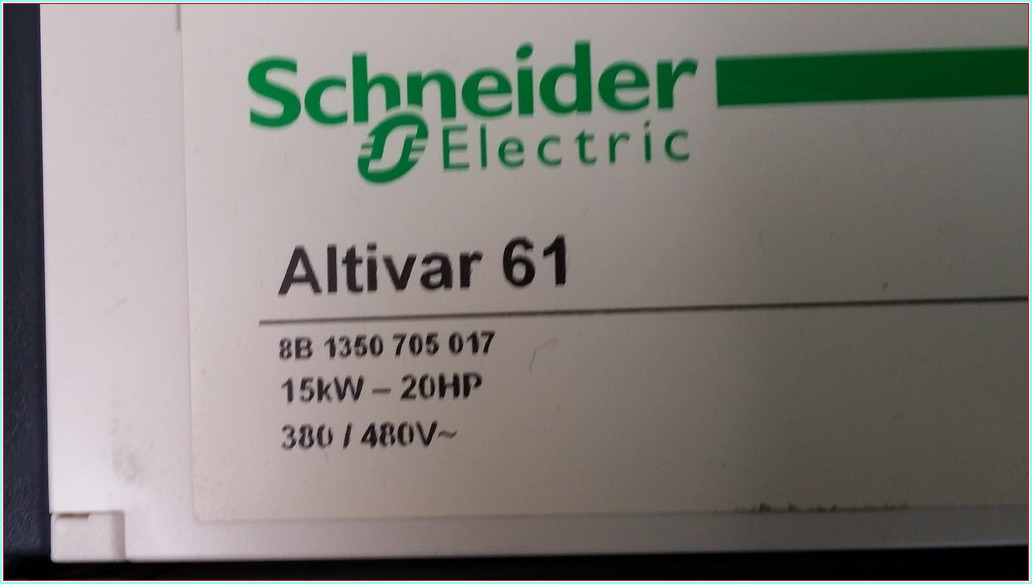 Schneider
Electric
Altivar 61
8B 1350 705 017
15kW – 20HP
380 / 480V~